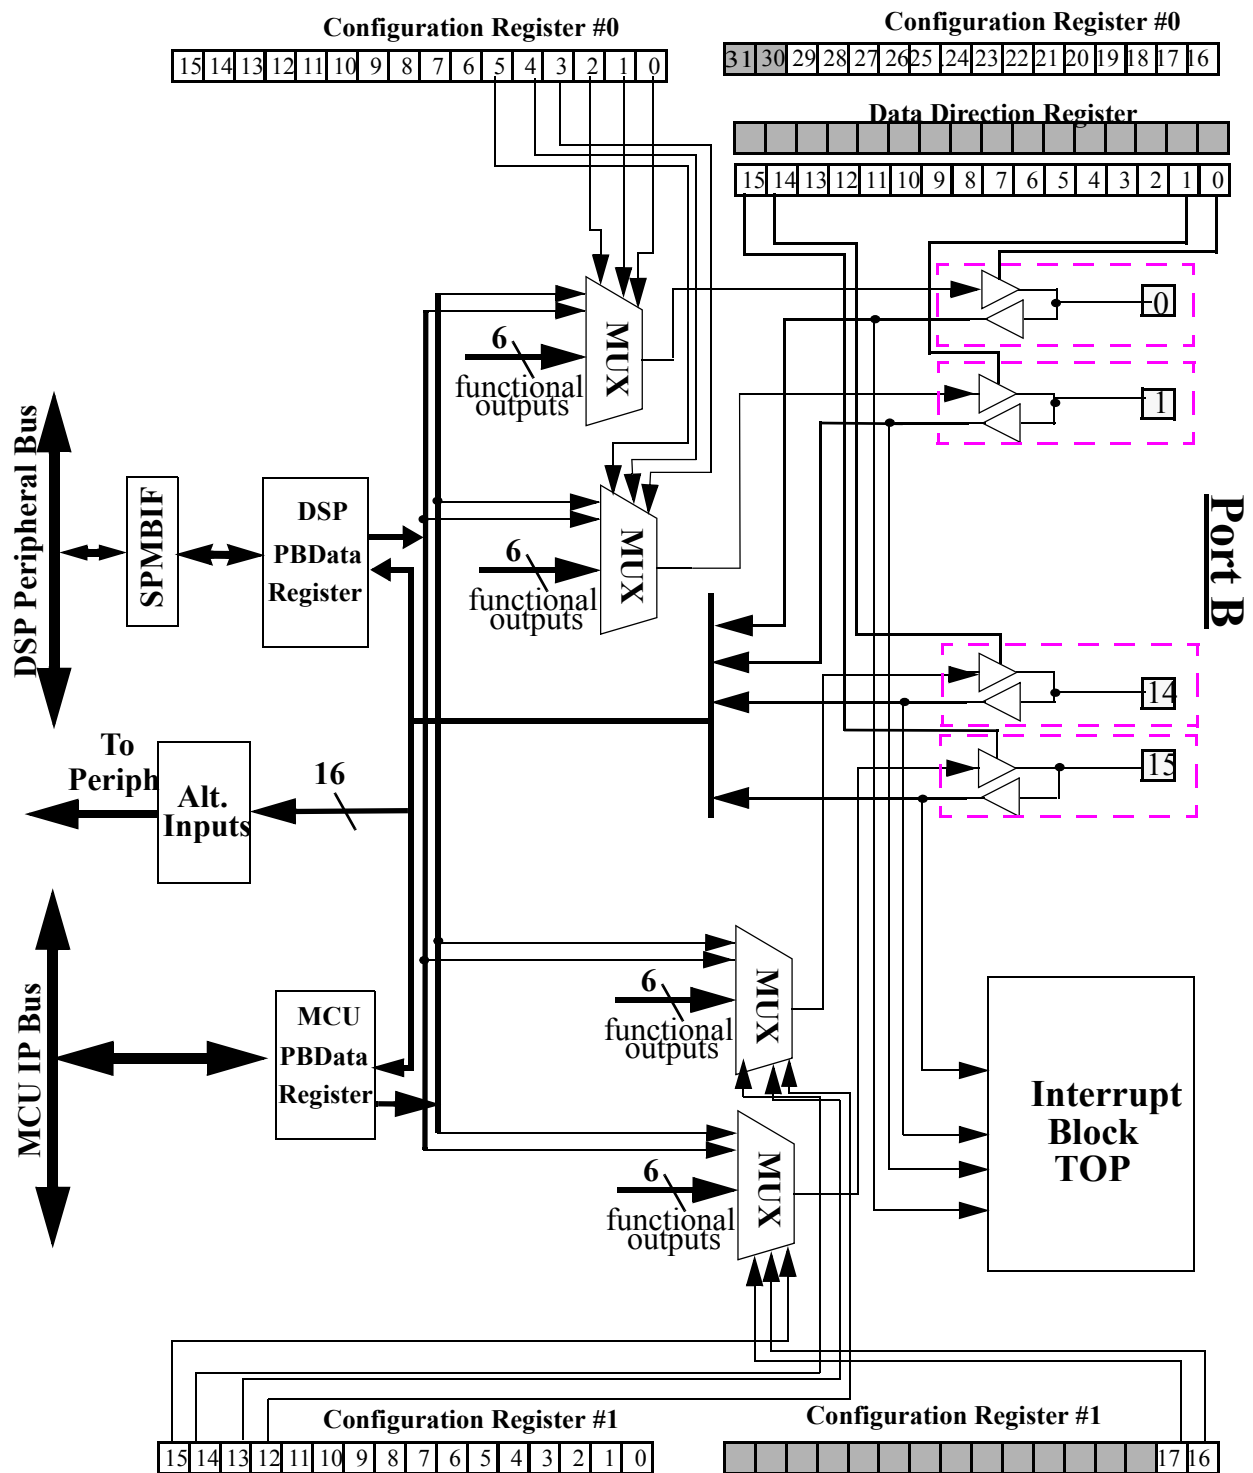 Configuration Register #0
15 14 13 12 11 10 9 8 7 6 5 4 3 2 1 0
Configuration Register #0
31 30 29 28 27 26 25 .24 23 22 21 20 19 18 17 16
Data Direction Register
15 14 13 12 11 10 9 8 7 6 5 4 3 2 1 0
MUX
6
functional
outputs
0
1
MUX
6
functional
outputs
DSP Peripheral Bus
SPMBIF
DSP
PBData
Register
Port B
14
15
To
Periph
Alt.
Inputs
16
MCU IP Bus
MCU
PBData
Register
MUX
6
functional
outputs
MUX
6
functional
outputs
Interrupt
Block
TOP
Configuration Register #1
15 14 13 12 11 10 9 8 7 6 5 4 3 2 1 0
Configuration Register #1
17 16